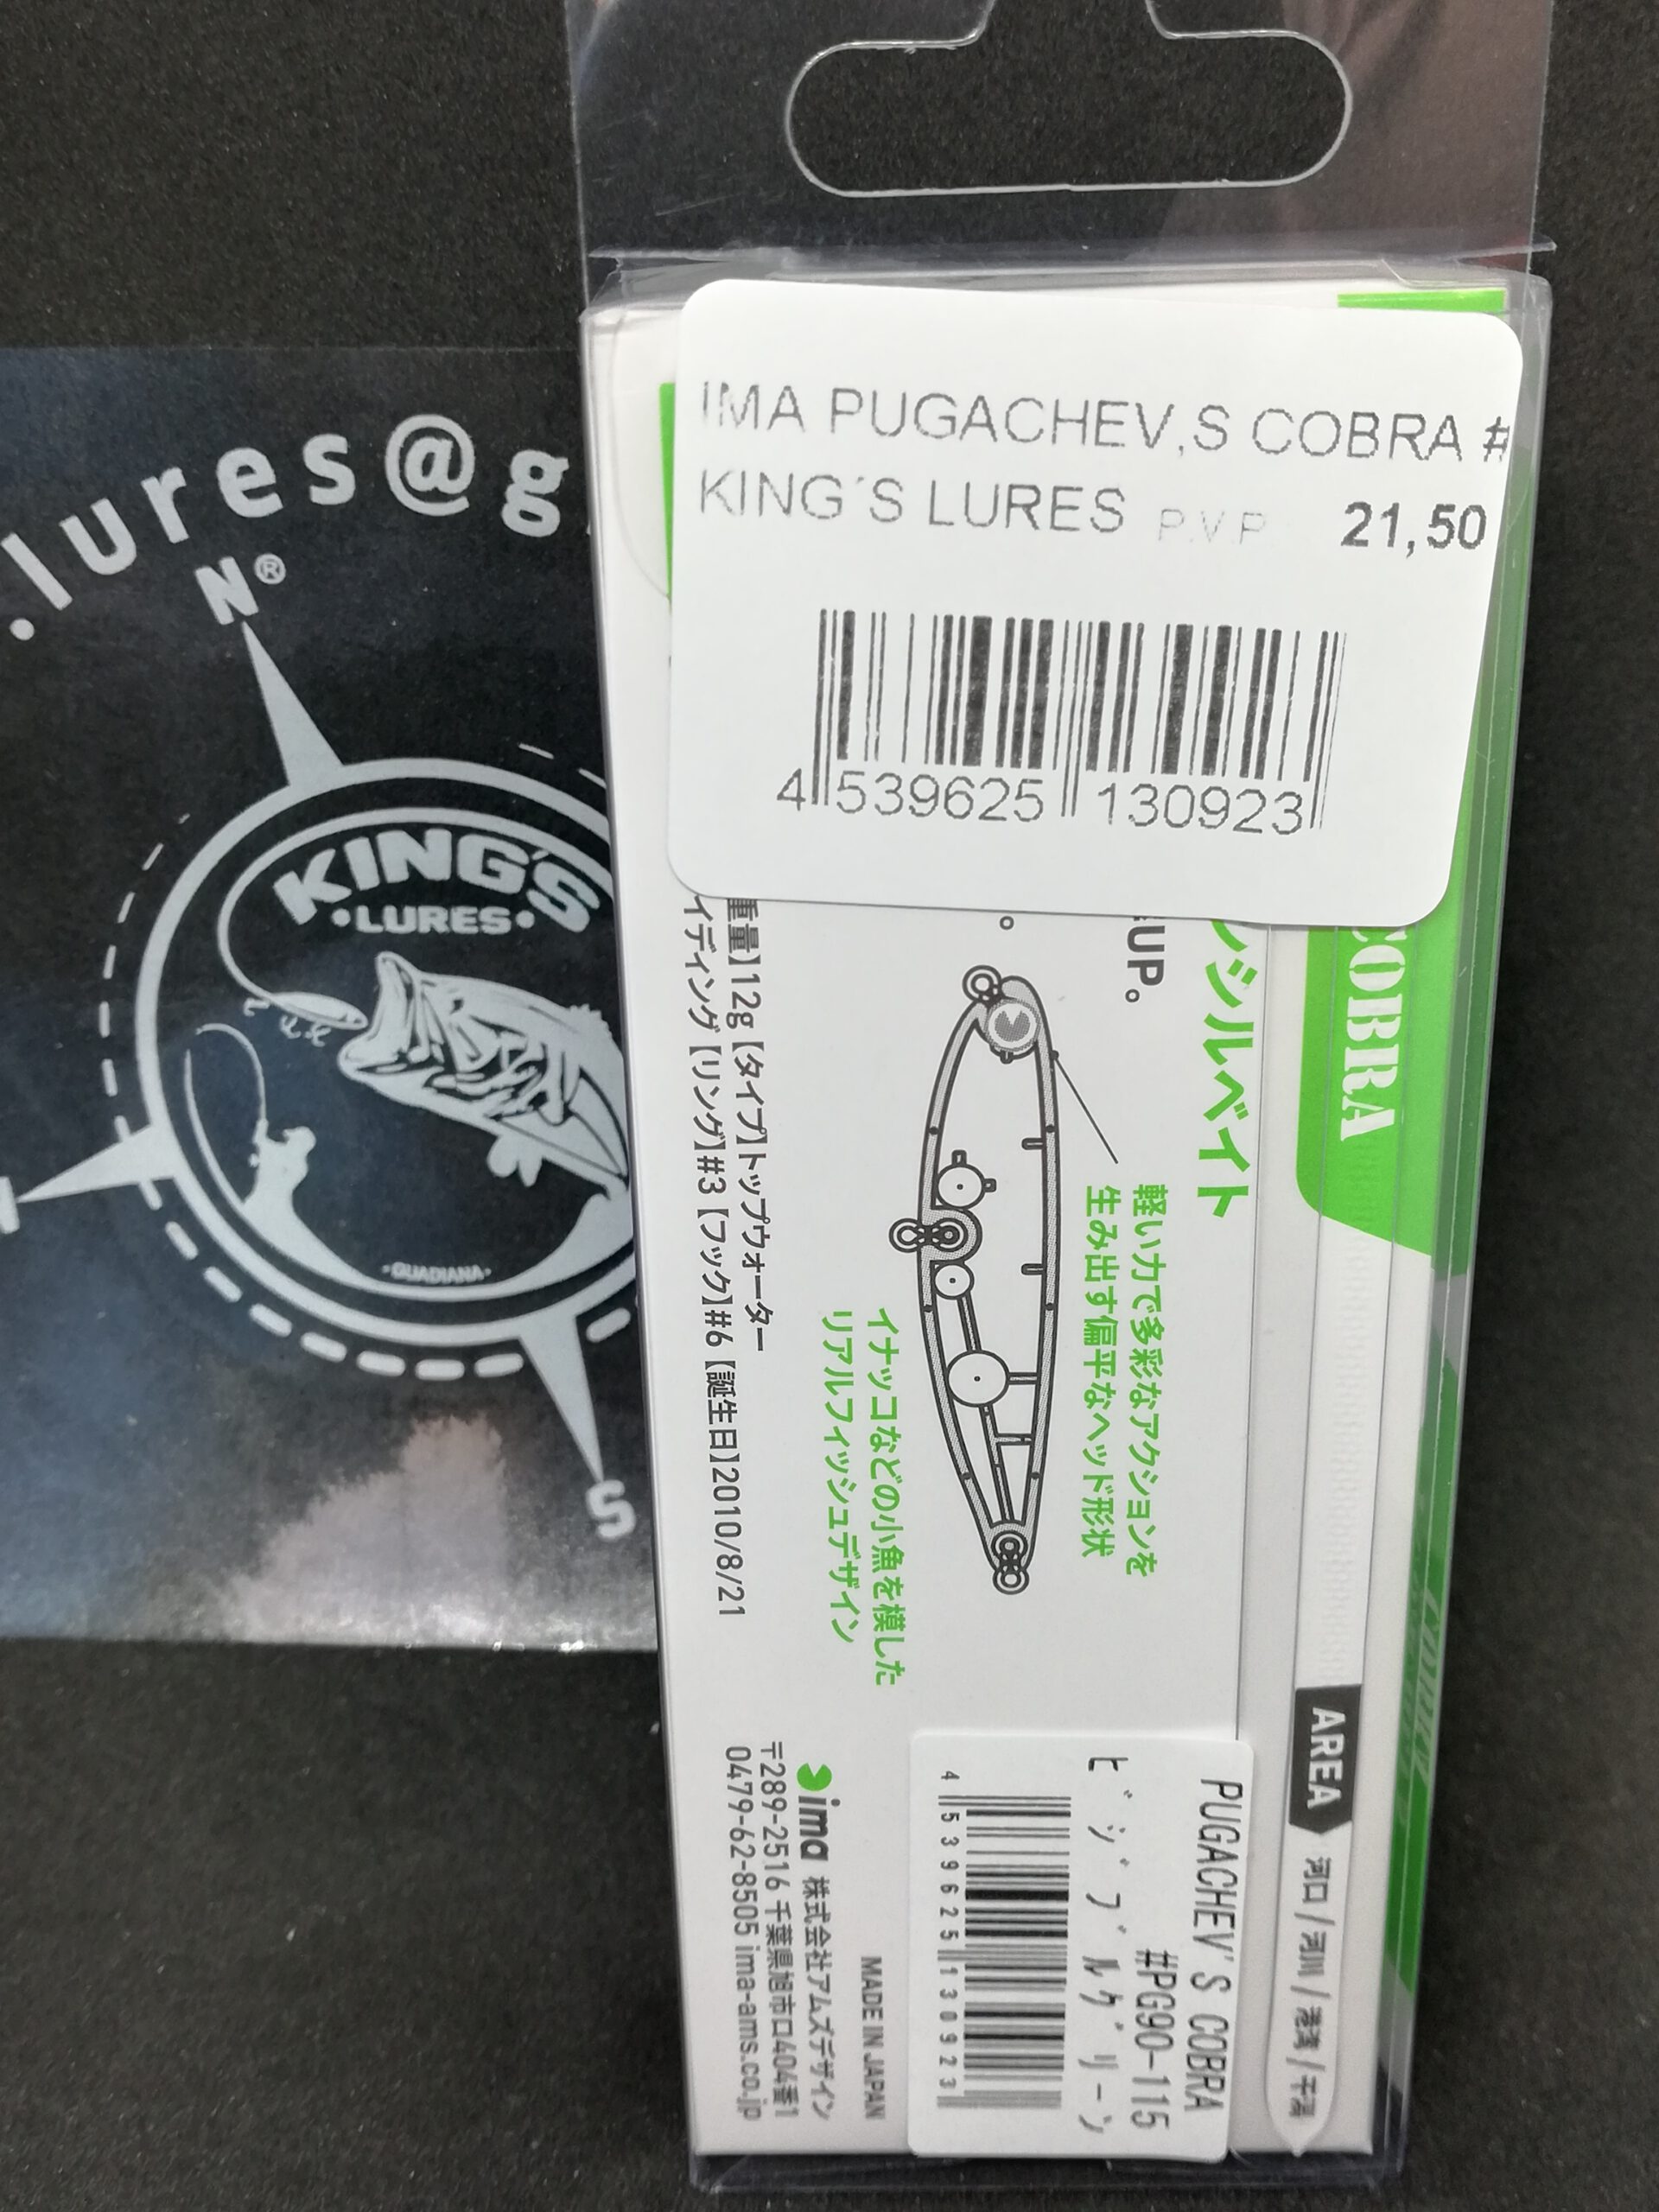 .lures@g
N®
KING'S
•LURES•
•GUADIANA•
S
IMA PUGACHEV,S COBRA #
KING´S LURES P.V.P 21,50
4 539625 130923
COBRA
ンシルベイト
UP。
。
軽い力で多彩なアクションを
生み出す偏平なヘッド形状
イナッコなどの小魚を模した
リアルフィッシュデザイン
重量】12g【タイプ】トップウォーター
イディング【リング】#3【フック】#6【誕生日】2010/8/21
AREA 河口/河川/港湾/干潟
PUGACHEV'S COBRA
#PG90-115
ﾋﾞｼﾞﾌﾞﾙｸﾞﾘｰﾝ
4 539625 130923
MADE IN JAPAN
ima 株式会社アムズデザイン
〒289-2516 千葉県旭市ロ404番1
0479-62-8505 ima-ams.co.jp